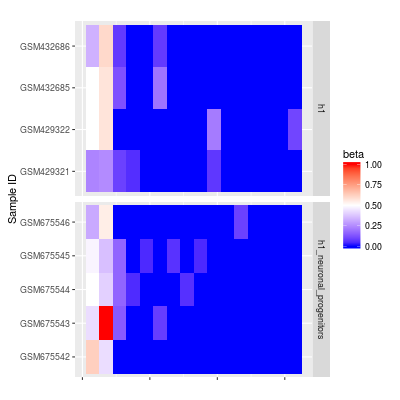 GSM432686
GSM432685
GSM429322
GSM429321
h1
GSM675546
GSM675545
GSM675544
GSM675543
GSM675542
h1_neuronal_progenitors
Sample ID
beta
1.00
0.75
0.50
0.25
0.00